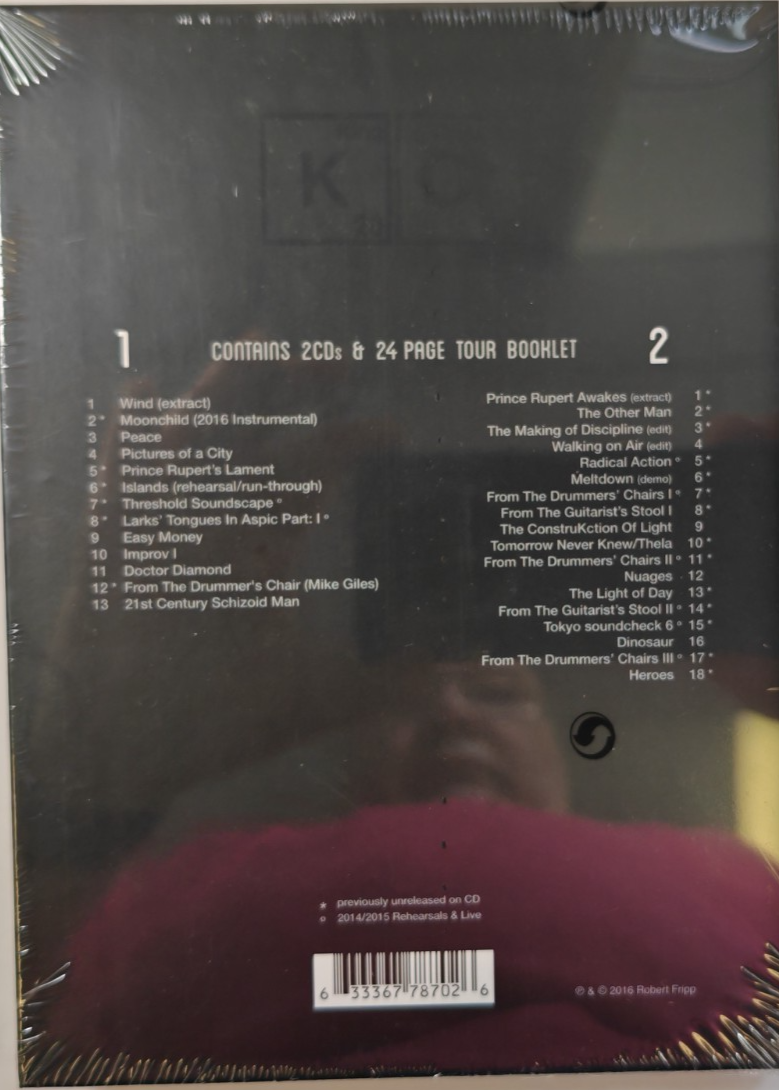 K C
20
1 CONTAINS 2CDs & 24 PAGE TOUR BOOKLET 2
1 Wind (extract)
2 * Moonchild (2016 Instrumental)
3 Peace
4 Pictures of a City
5 * Prince Rupert's Lament
6 * Islands (rehearsal/run-through)
7 * Threshold Soundscape °
8 * Larks' Tongues In Aspic Part: I °
9 Easy Money
10 Improv I
11 Doctor Diamond
12 * From The Drummer's Chair (Mike Giles)
13 21st Century Schizoid Man
Prince Rupert Awakes (extract) 1 *
The Other Man 2 *
The Making of Discipline (edit) 3 *
Walking on Air (edit) 4
Radical Action ° 5 *
Meltdown (demo) 6 *
From The Drummers' Chairs I ° 7 *
From The Guitarist's Stool I 8 *
The ConstruKction Of Light 9
Tomorrow Never Knew/Thela 10 *
From The Drummers' Chairs II ° 11 *
Nuages 12
The Light of Day 13 *
From The Guitarist's Stool II ° 14 *
Tokyo soundcheck 6 ° 15 *
Dinosaur 16
From The Drummers' Chairs III ° 17 *
Heroes 18 *
* previously unreleased on CD
° 2014/2015 Rehearsals & Live
6 33367 78702 6
℗ & © 2016 Robert Fripp